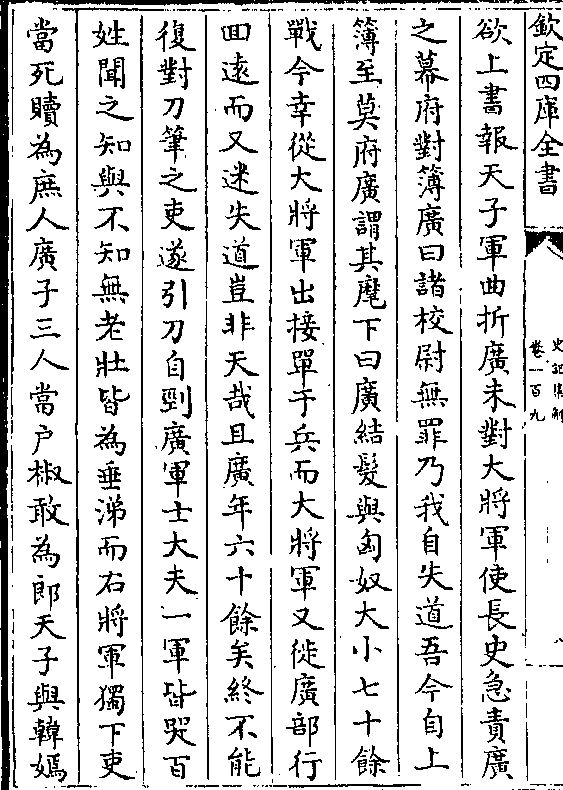 欽定四庫全書
史記集解
卷一百九
欲上書報天子軍曲折廣未對大將軍使長史急責廣
之幕府對簿廣曰諸校尉無罪乃我自失道吾今自上
簿至莫府廣謂其麾下曰廣結髮與匈奴大小七十餘
戰今幸從大將軍出接單于兵而大將軍又徙廣部行
回遠而又迷失道豈非天哉且廣年六十餘矣終不能
復對刀筆之吏遂引刀自剄廣軍士大夫一軍皆哭百
姓聞之知與不知無老壯皆為垂涕而右將軍獨下吏
當死贖為庶人廣子三人當户椒敢為郎天子與韓嫣